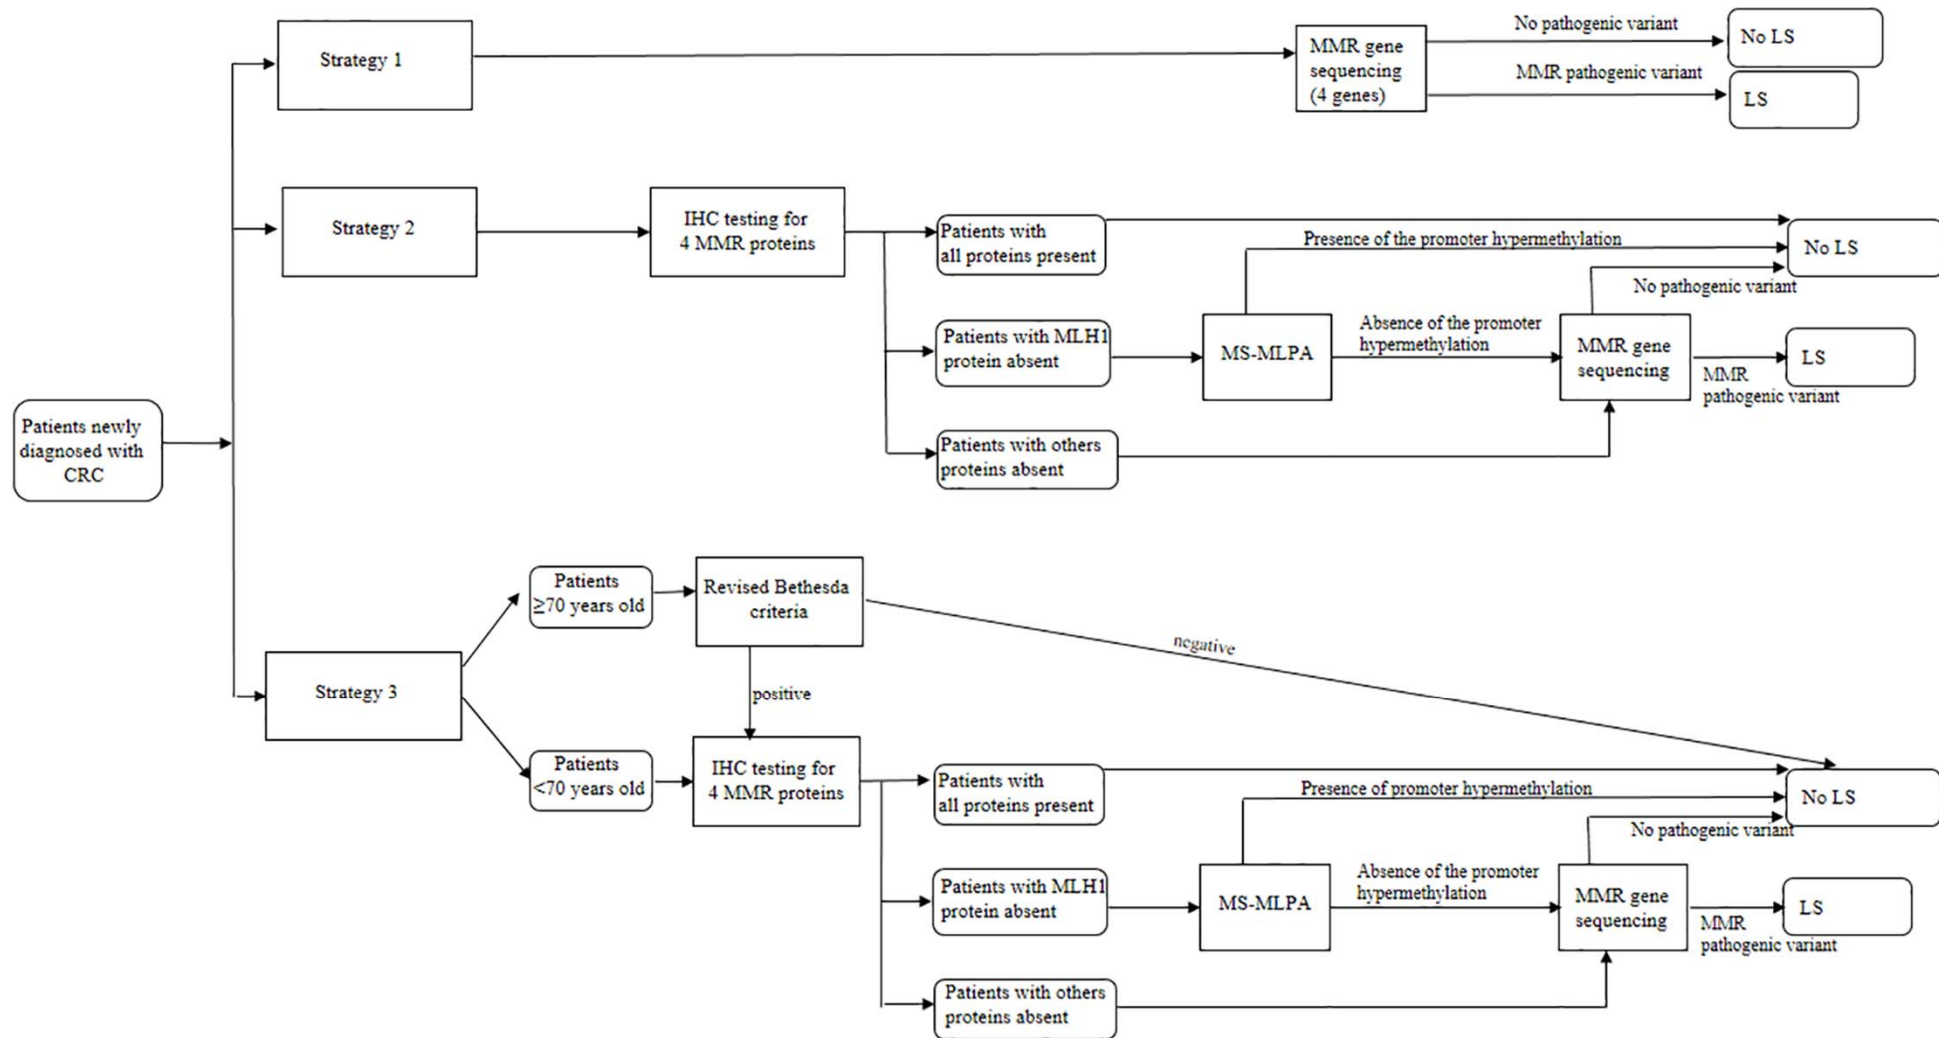 Strategy 1
MMR gene
sequencing
(4 genes)
No pathogenic variant
No LS
MMR pathogenic variant
LS
Strategy 2
IHC testing for
4 MMR proteins
Patients with
all proteins present
Presence of the promoter hypermethylation
No LS
No pathogenic variant
Patients with MLH1
protein absent
MS-MLPA
Absence of the promoter
hypermethylation
MMR gene
sequencing
LS
MMR
pathogenic variant
Patients newly
diagnosed with
CRC
Patients with others
proteins absent
Patients
≥70 years old
Revised Bethesda
criteria
negative
Strategy 3
positive
Patients
<70 years old
IHC testing for
4 MMR proteins
Patients with
all proteins present
Presence of promoter hypermethylation
No LS
No pathogenic variant
Patients with MLH1
protein absent
MS-MLPA
Absence of the promoter
hypermethylation
MMR gene
sequencing
LS
MMR
pathogenic variant
Patients with others
proteins absent